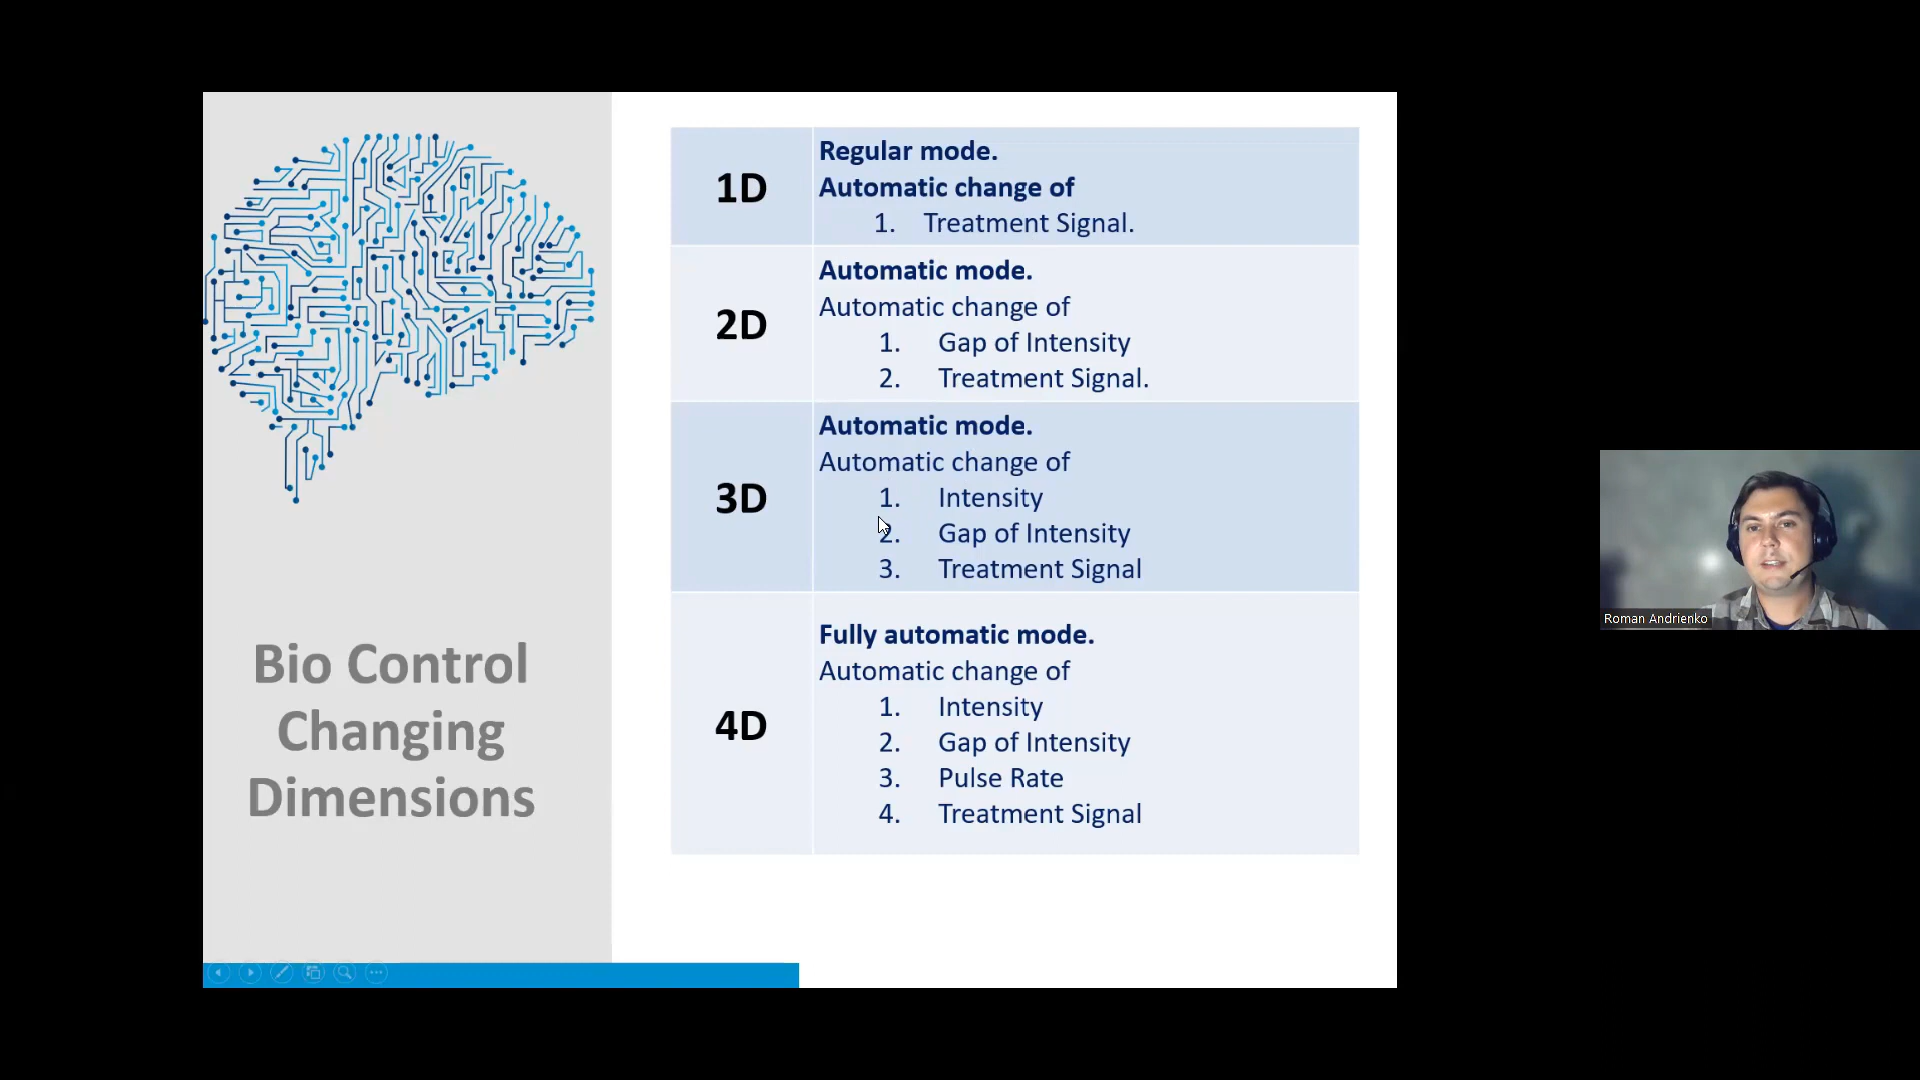 Bio Control
Changing
Dimensions
1D
Regular mode.
Automatic change of
1. Treatment Signal.
2D
Automatic mode.
Automatic change of
1. Gap of Intensity
2. Treatment Signal.
3D
Automatic mode.
Automatic change of
1. Intensity
2. Gap of Intensity
3. Treatment Signal
4D
Fully automatic mode.
Automatic change of
1. Intensity
2. Gap of Intensity
3. Pulse Rate
4. Treatment Signal
Roman Andrienko